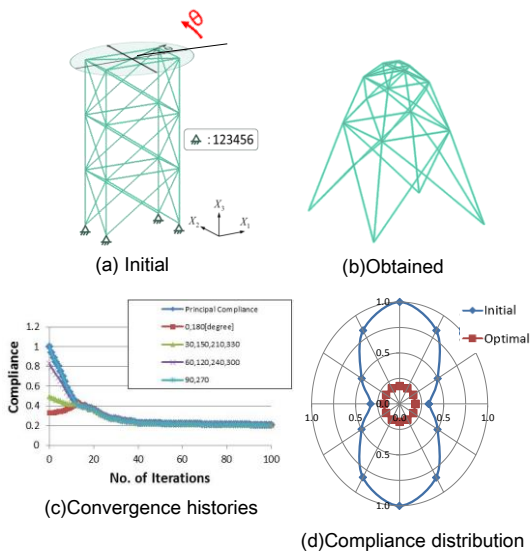 θ
: 123456
X3
X2
X1
(a) Initial
(b)Obtained
Principal Compliance
0,180[degree]
30,150,210,330
60,120,240,300
90,270
Compliance
1.2
1
0.8
0.6
0.4
0.2
0
20
40
60
80
100
No. of Iterations
(c)Convergence histories
Initial
Optimal
1.0
0.5
1.0
0.5
0.0
0.5
1.0
0.5
1.0
(d)Compliance distribution